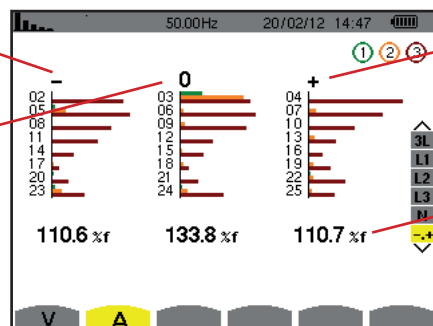 50.00Hz 20/02/12 14:47
1 2 3
- 0 +
02 03 04
05 06 07
08 09 10
11 12 13
14 15 16
17 18 19
20 21 22
23 24 25
3L
L1
L2
L3
N
-.+
110.6 %f 133.8 %f 110.7 %f
V A